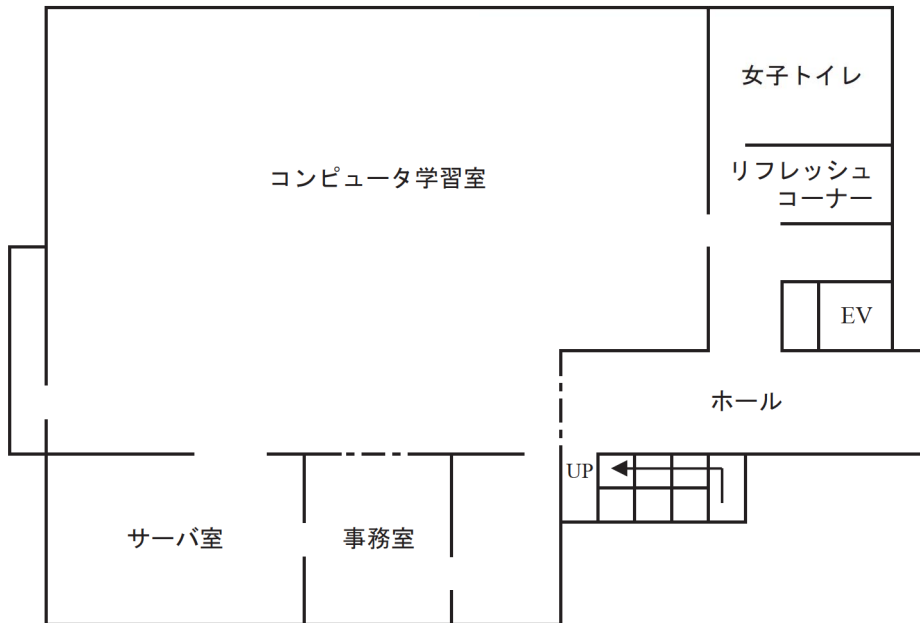 女子トイレ
コンピュータ学習室
リフレッシュ
コーナー
EV
ホール
UP
サーバ室
事務室